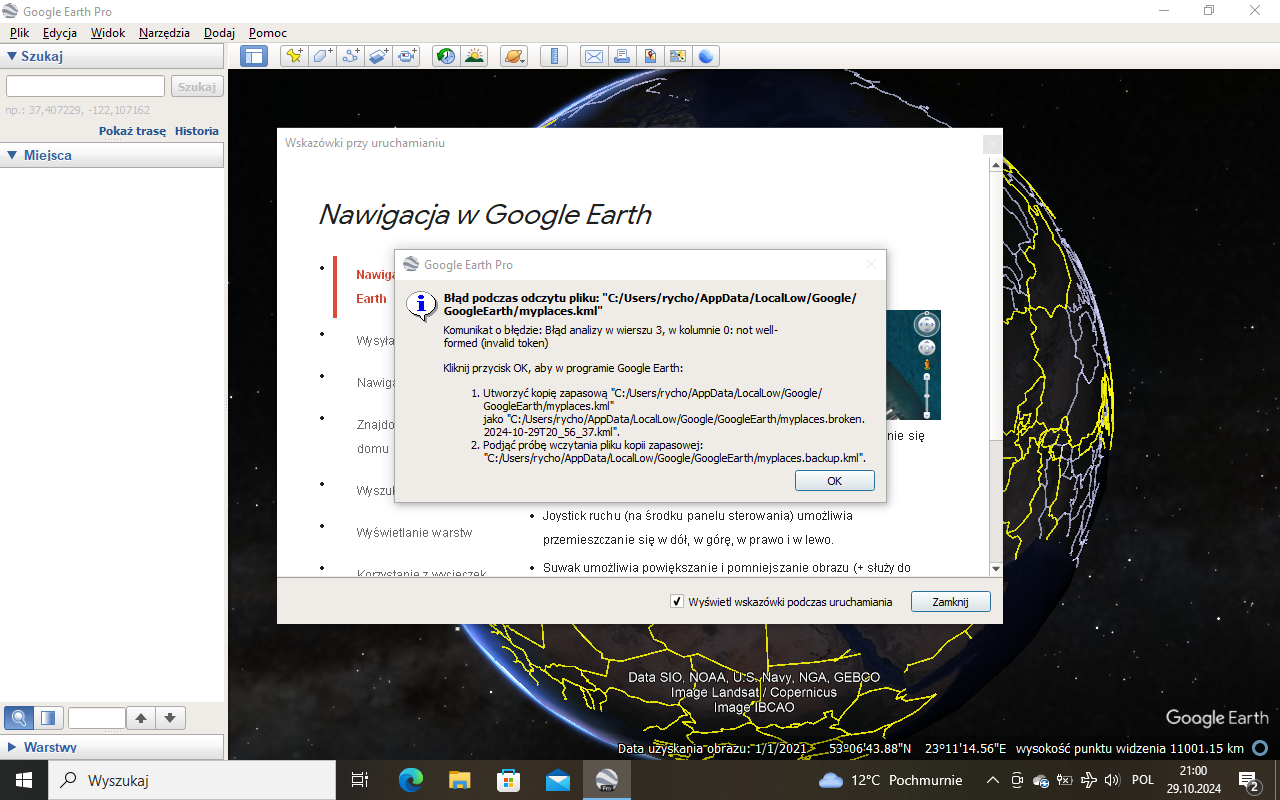 Google Earth Pro
Plik Edycja Widok Narzędzia Dodaj Pomoc
Szukaj
Szukaj
np.: 37,407229, -122,107162
Pokaż trasę Historia
Miejsca
Wskazówki przy uruchamianiu
Nawigacja w Google Earth
Nawiga
Earth
Wysyła
Nawiga
Znajdo
domu
Wyszuk
Wyświetlanie warstw
Korzystanie z wycieczek
Google Earth Pro
Błąd podczas odczytu pliku: "C:/Users/rycho/AppData/LocalLow/Google/
GoogleEarth/myplaces.kml"
Komunikat o błędzie: Błąd analizy w wierszu 3, w kolumnie 0: not well-
formed (invalid token)
Kliknij przycisk OK, aby w programie Google Earth:
1. Utworzyć kopię zapasową "C:/Users/rycho/AppData/LocalLow/Google/
GoogleEarth/myplaces.kml"
jako "C:/Users/rycho/AppData/LocalLow/Google/GoogleEarth/myplaces.broken.
2024-10-29T20_56_37.kml".
2. Podjąć próbę wczytania pliku kopii zapasowej:
"C:/Users/rycho/AppData/LocalLow/Google/GoogleEarth/myplaces.backup.kml".
OK
nie się
Joystick ruchu (na środku panelu sterowania) umożliwia
przemieszczanie się w dół, w górę, w prawo i w lewo.
Suwak umożliwia powiększanie i pomniejszanie obrazu (+ służy do
Wyświetl wskazówki podczas uruchamiania
Zamknij
Data SIO, NOAA, U.S. Navy, NGA, GEBCO
Image Landsat / Copernicus
Image IBCAO
Google Earth
Data uzyskania obrazu: 1/1/2021 53°06'43.88"N 23°11'14.56"E wysokość punktu widzenia 11001.15 km
Warstwy
Wyszukaj
Pro
12°C Pochmurnie
POL
21:00
29.10.2024
2